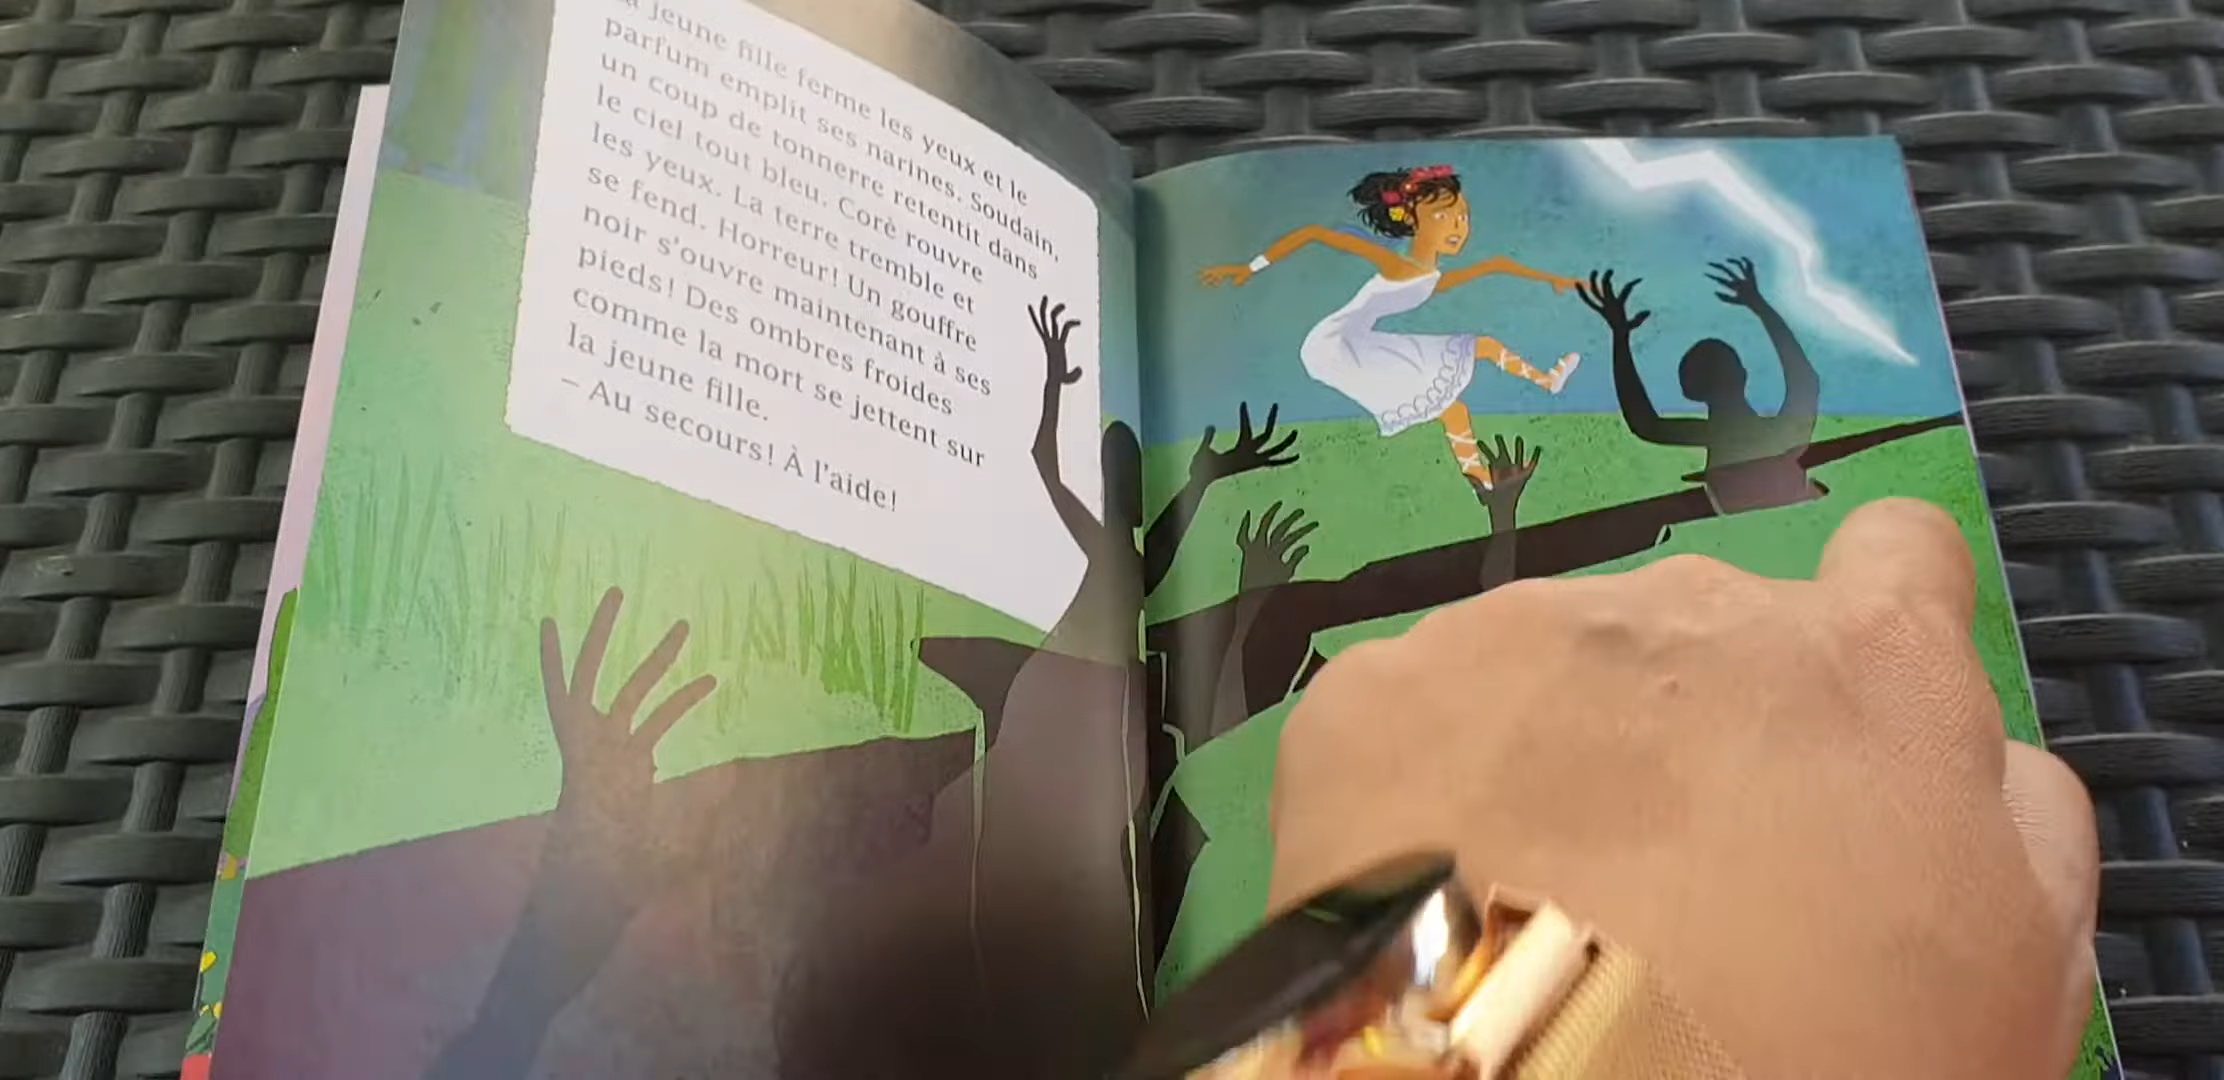 La jeune fille ferme les yeux et le
parfum emplit ses narines. Soudain,
un coup de tonnerre retentit dans
le ciel tout bleu. Corè rouvre
les yeux. La terre tremble et
se fend. Horreur! Un gouffre
noir s'ouvre maintenant à ses
pieds! Des ombres froides
comme la mort se jettent sur
la jeune fille.
– Au secours! À l'aide!